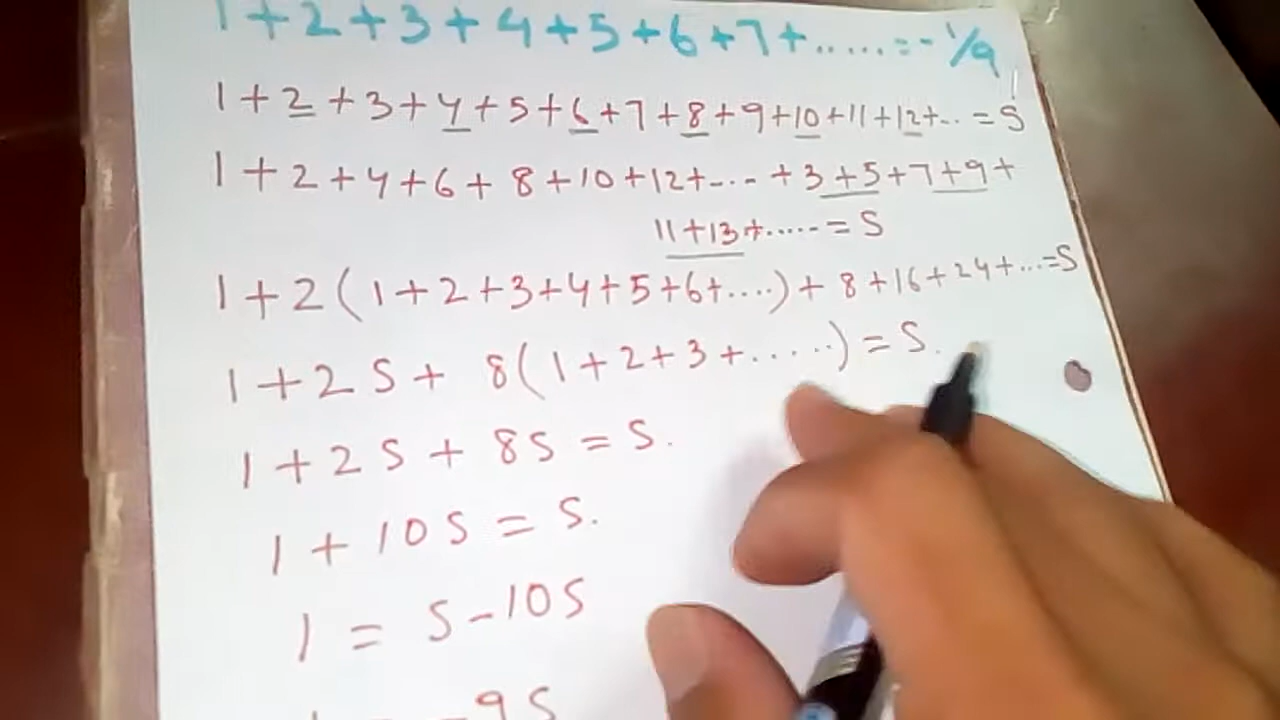 1+2+3+4+5+6+7+......=-1/9
1+2+3+4+5+6+7+8+9+10+11+12+... = S
1+2+4+6+8+10+12+.... +3+5+7+9+
11+13+..... = S
1+2(1+2+3+4+5+6+....)+8+16+24+...=S
1+2S+ 8(1+2+3+.....)=S.
1+2S+8S=S.
1+10S=S.
1=S-10S
-9S